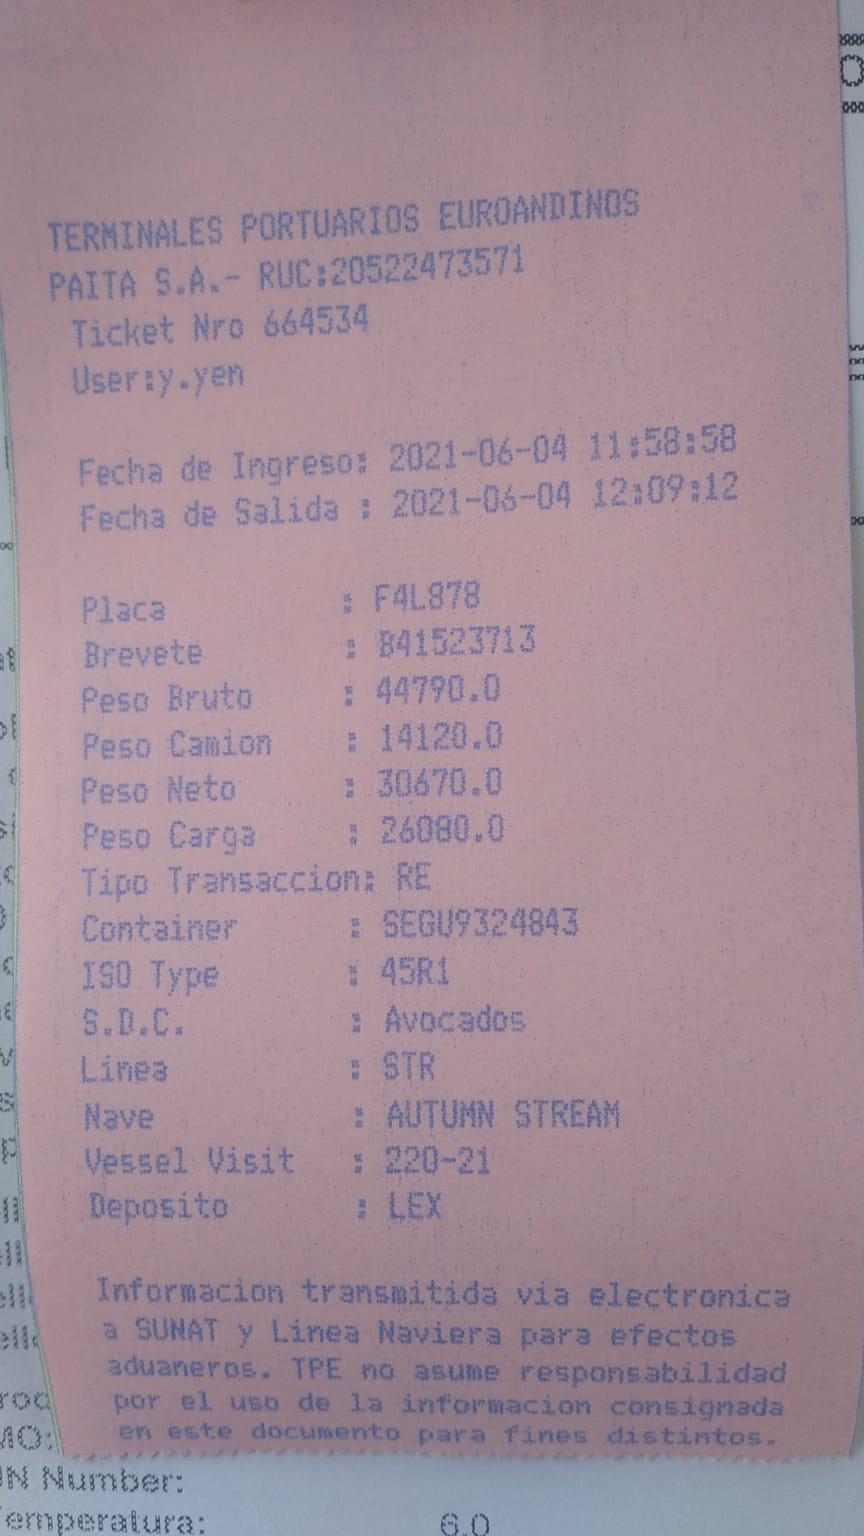 TERMINALES PORTUARIOS EUROANDINOS
PAITA S.A.- RUC:20522473571
Ticket Nro 664534
User:y.yen
Fecha de Ingreso: 2021-06-04 11:58:58
Fecha de Salida : 2021-06-04 12:09:12
Placa : F4L878
Brevete : B41523713
Peso Bruto : 44790.0
Peso Camion : 14120.0
Peso Neto : 30670.0
Peso Carga : 26080.0
Tipo Transaccion: RE
Container : SEGU9324843
ISO Type : 45R1
S.D.C. : Avocados
Linea : STR
Nave : AUTUMN STREAM
Vessel Visit : 220-21
Deposito : LEX
Informacion transmitida via electronica
a SUNAT y Linea Naviera para efectos
aduaneros. TPE no asume responsabilidad
por el uso de la informacion consignada
en este documento para fines distintos.
Number:
emperatura: 6.0